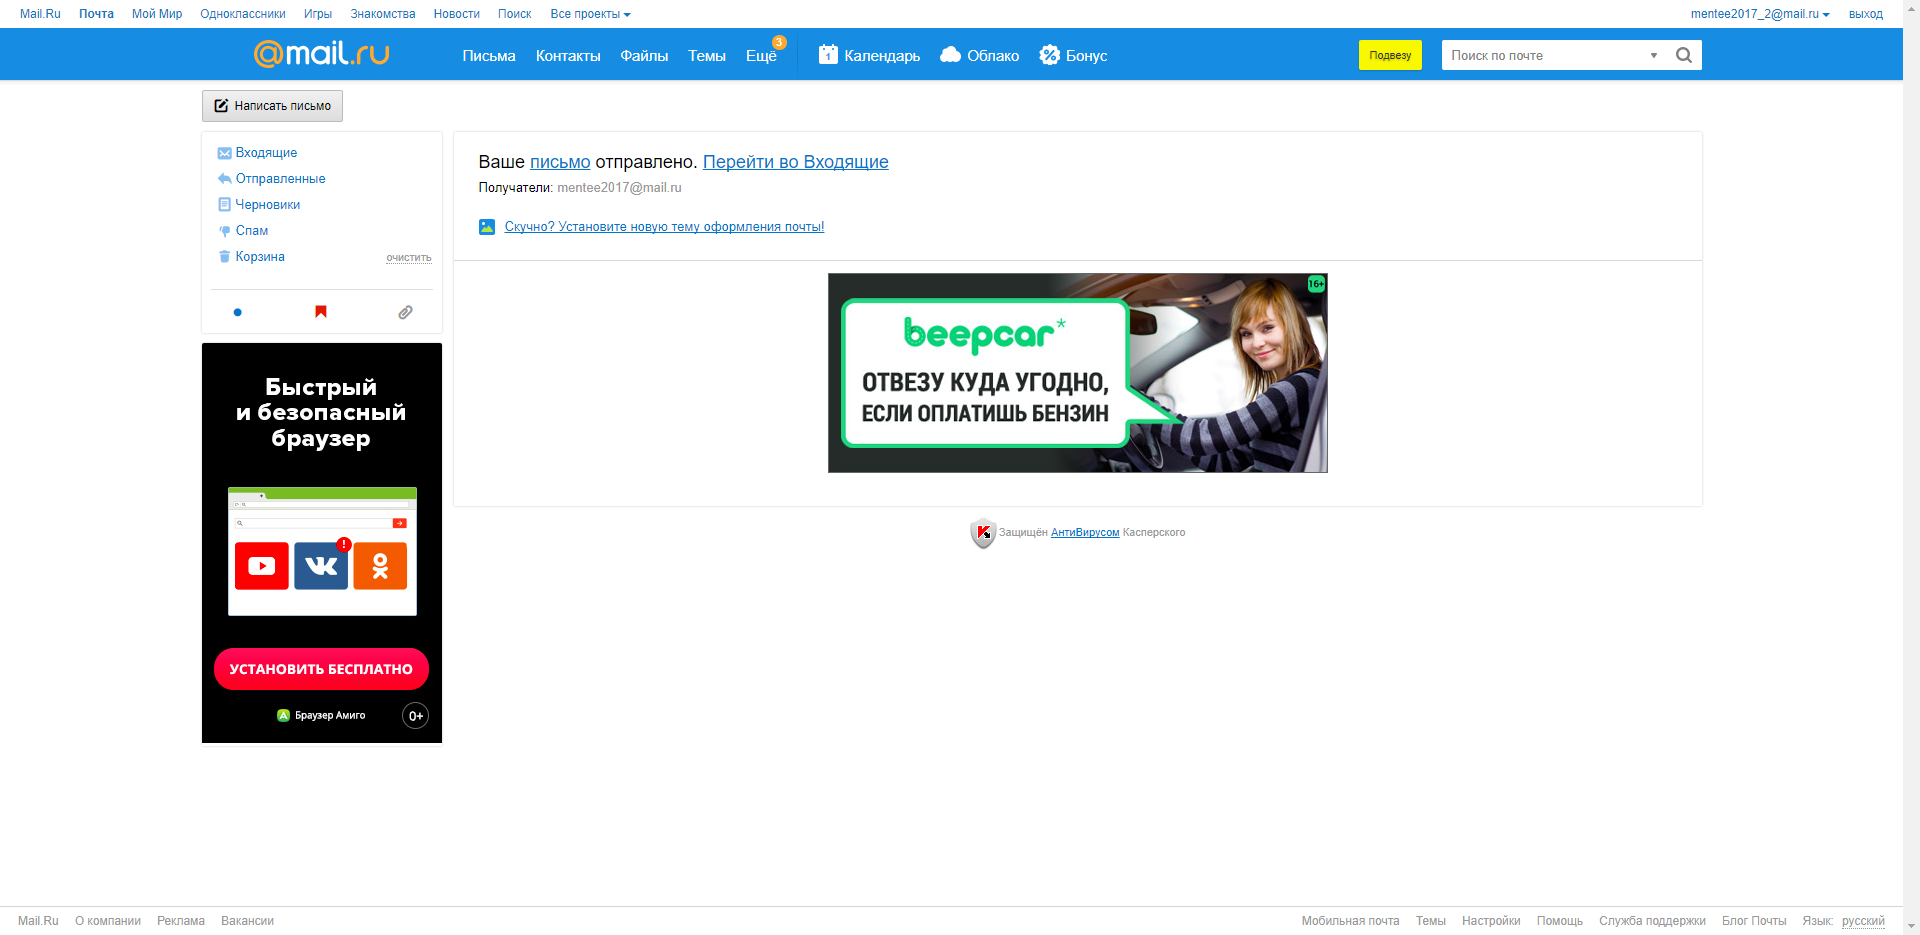 Mail.Ru Почта Мой Мир Одноклассники Игры Знакомства Новости Поиск Все проекты mentee2017_2@mail.ru выход
@mail.ru Письма Контакты Файлы Темы Ещё 3 1 Календарь Облако Бонус Подвезу Поиск по почте
Написать письмо
Входящие
Отправленные
Черновики
Спам
Корзина очистить
Ваше письмо отправлено. Перейти во Входящие
Получатели: mentee2017@mail.ru
Скучно? Установите новую тему оформления почты!
16+
beepcar*
ОТВЕЗУ КУДА УГОДНО,
ЕСЛИ ОПЛАТИШЬ БЕНЗИН
Быстрый
и безопасный
браузер
!
УСТАНОВИТЬ БЕСПЛАТНО
Браузер Амиго 0+
Защищён АнтиВирусом Касперского
Mail.Ru О компании Реклама Вакансии Мобильная почта Темы Настройки Помощь Служба поддержки Блог Почты Язык: русский